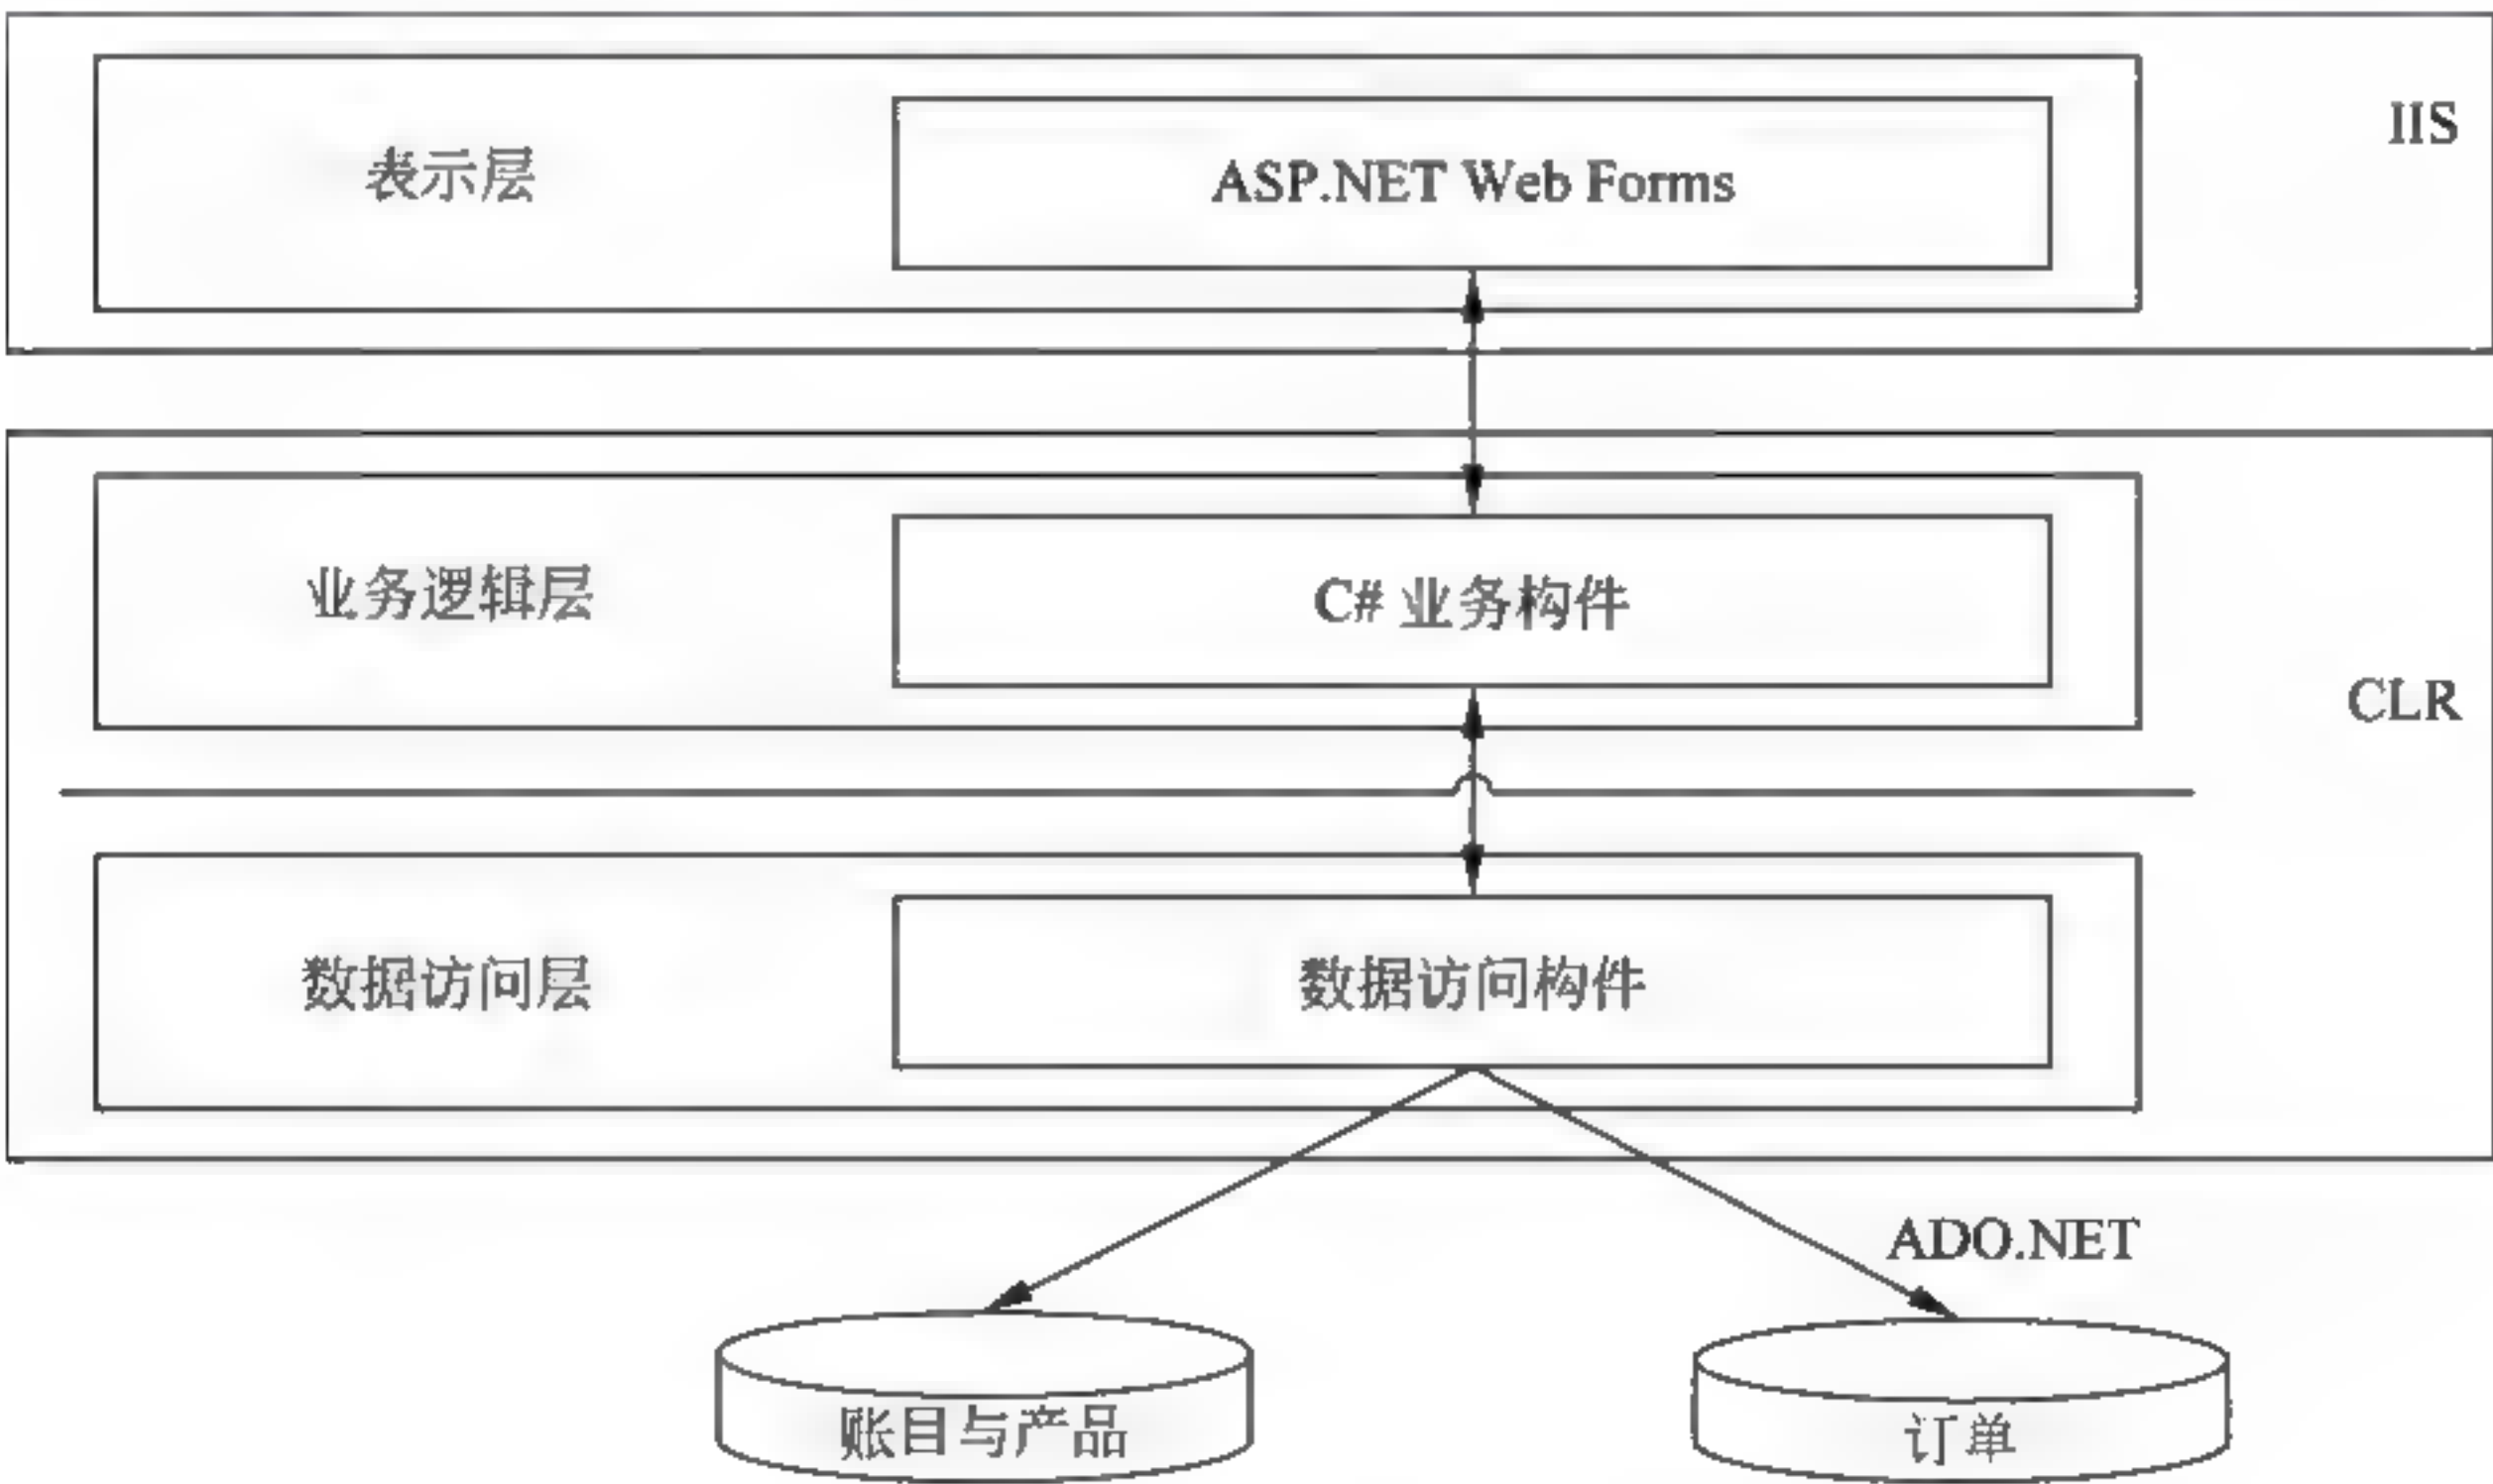 IIS
表示层
ASP.NET Web Forms
业务逻辑层
C# 业务构件
CLR
数据访问层
数据访问构件
ADO.NET
账目与产品
订单